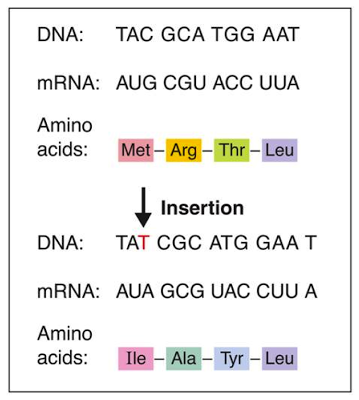 DNA: TAC GCA TGG AAT
mRNA: AUG CGU ACC UUA
Amino
acids: Met – Arg – Thr – Leu
Insertion
DNA: TAT CGC ATG GAA T
mRNA: AUA GCG UAC CUU A
Amino
acids: Ile – Ala – Tyr – Leu